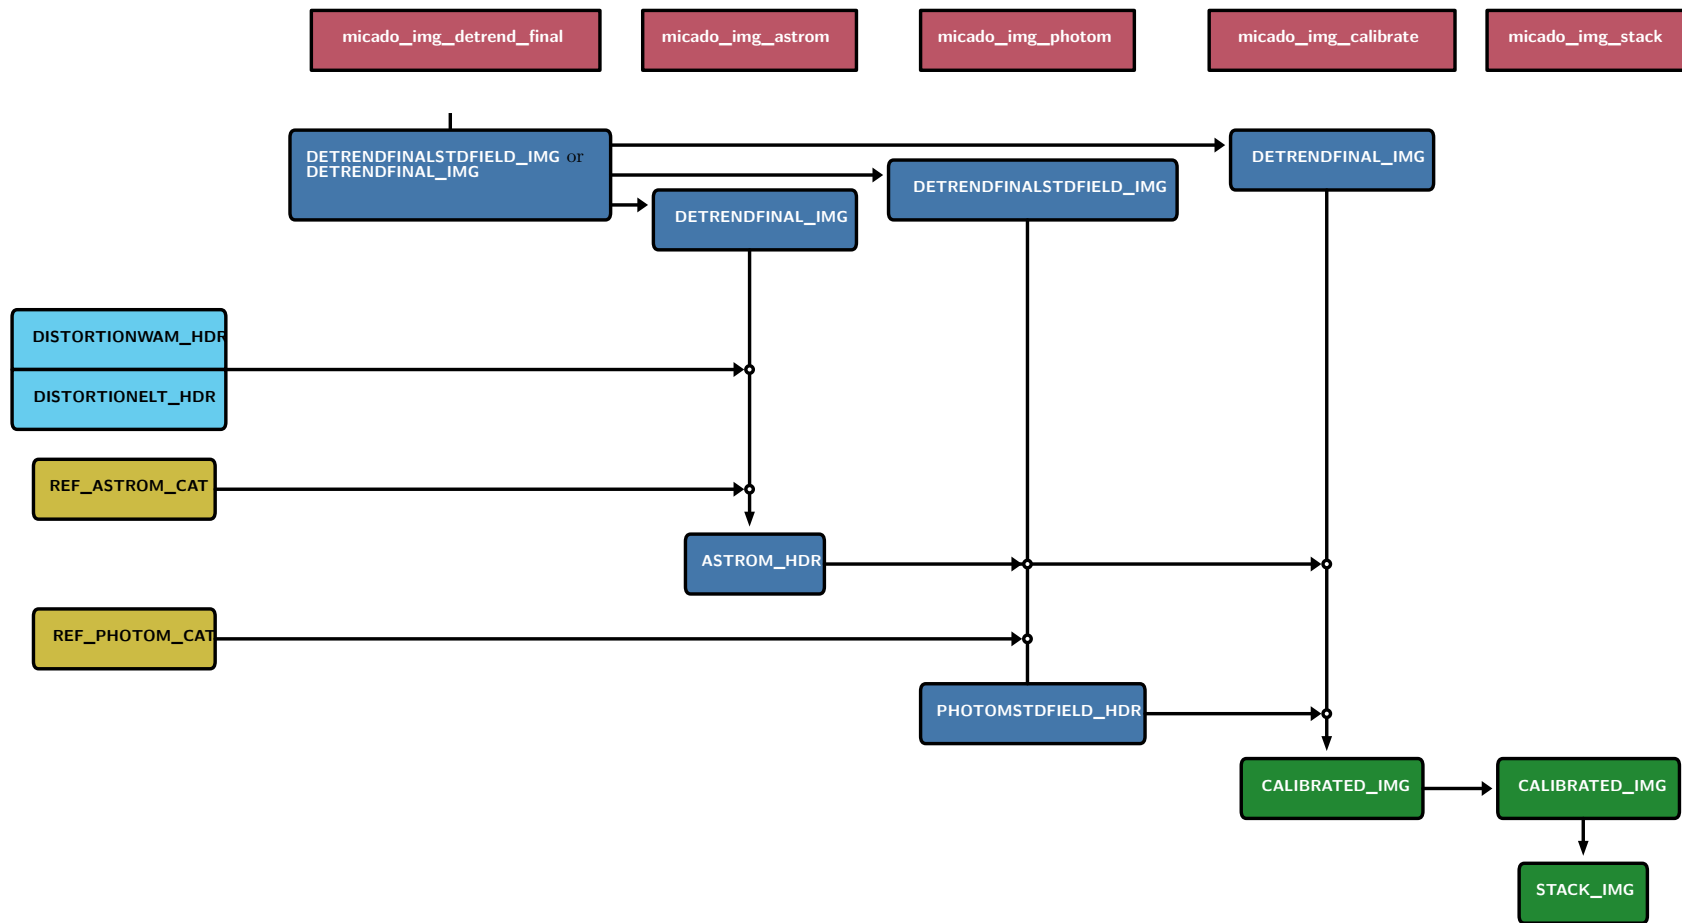 micado_img_detrend_final
micado_img_astrom
micado_img_photom
micado_img_calibrate
micado_img_stack
DETRENDFINALSTDFIELD_IMG or
DETRENDFINAL_IMG
DETRENDFINAL_IMG
DETRENDFINALSTDFIELD_IMG
DETRENDFINAL_IMG
DISTORTIONWAM_HDR
DISTORTIONELT_HDR
REF_ASTROM_CAT
ASTROM_HDR
REF_PHOTOM_CAT
PHOTOMSTDFIELD_HDR
CALIBRATED_IMG
CALIBRATED_IMG
STACK_IMG